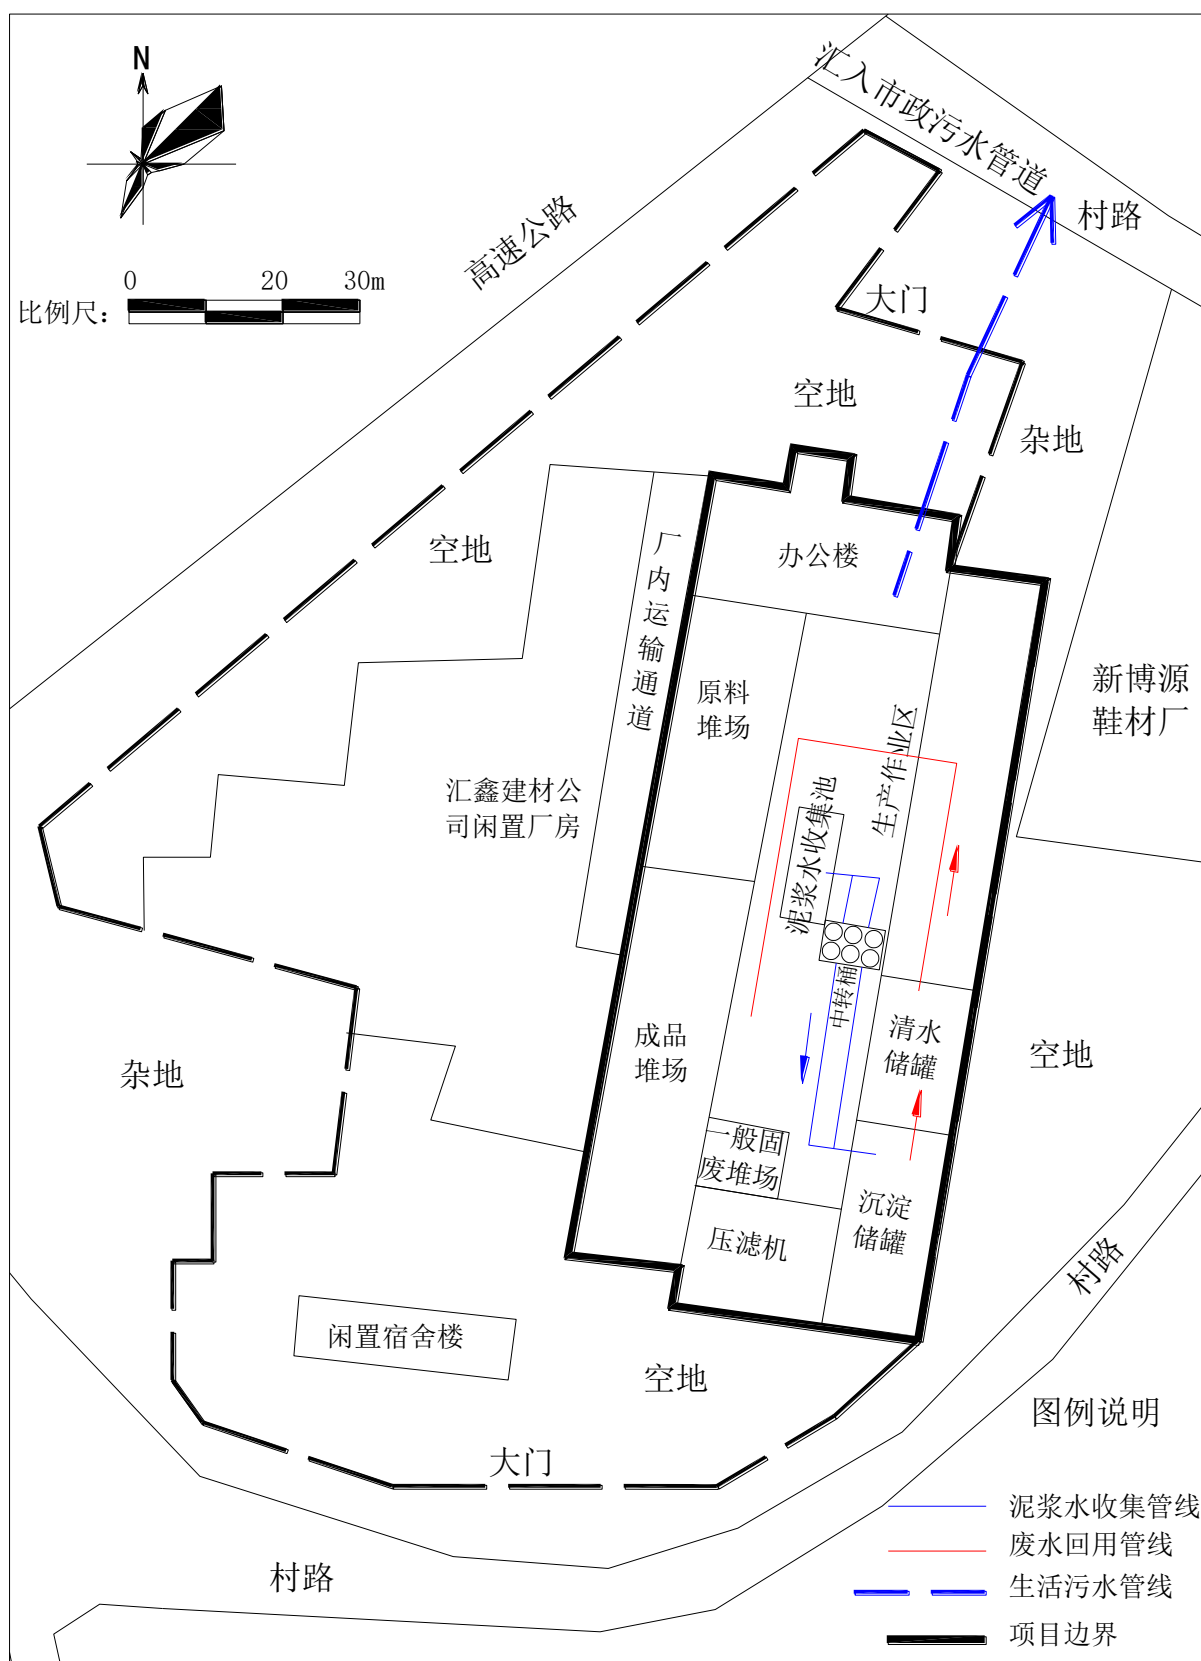 N
0 20 30m
比例尺：
高速公路
汇入市政污水管道
村路
大门
空地
杂地
空地
厂内运输通道
办公楼
原料
堆场
生产作业区
新博源
鞋材厂
汇鑫建材公
司闲置厂房
泥浆水收集池
中转桶
成品
堆场
清水
储罐
空地
杂地
一般固
废堆场
沉淀
储罐
压滤机
村路
闲置宿舍楼
空地
大门
村路
图例说明
泥浆水收集管线
废水回用管线
生活污水管线
项目边界